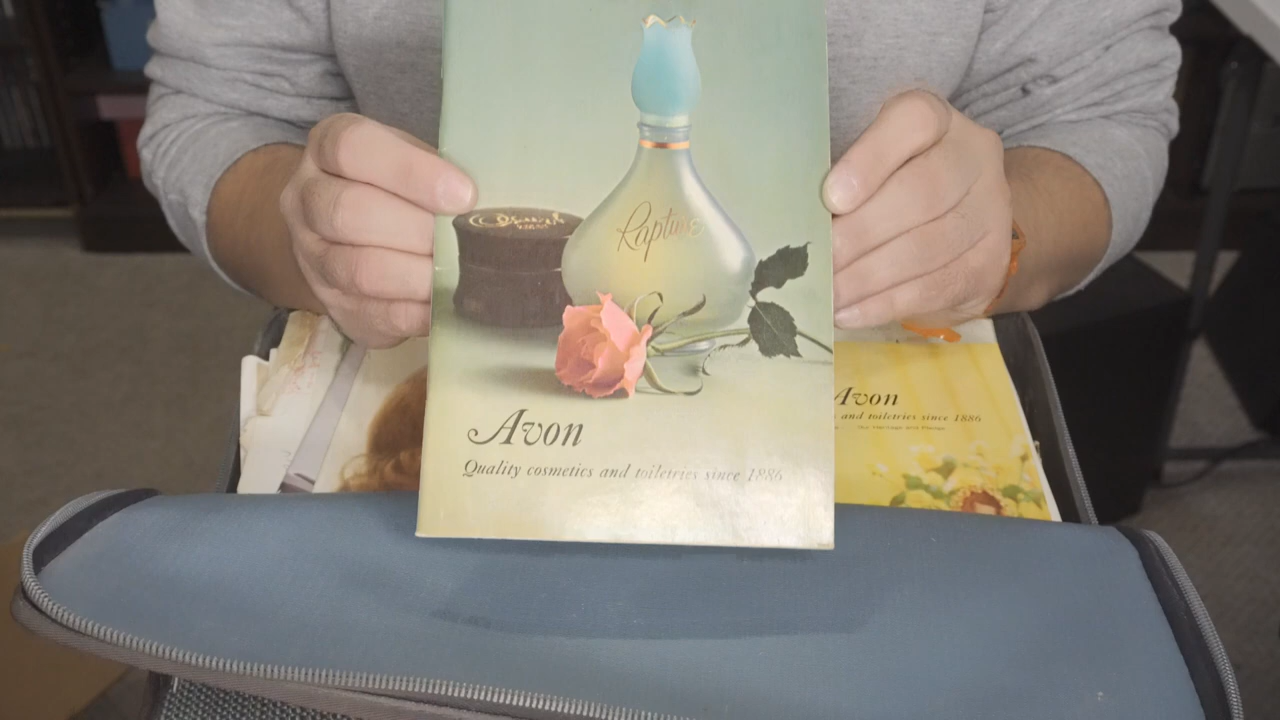 Rapture
Avon
Quality cosmetics and toiletries since 1886
Avon
and toiletries since 1886